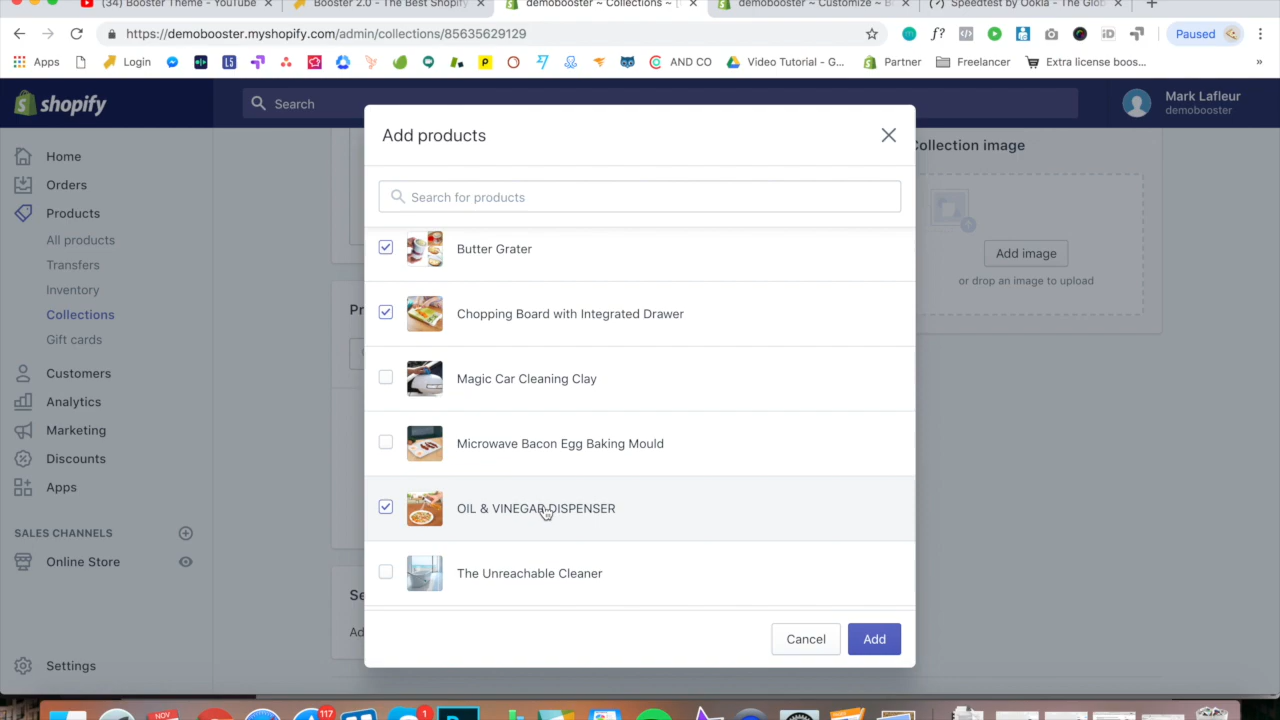 (34) Booster Theme - YouTube
Booster 2.0 - The Best Shopify
demobooster ~ Collections ~
demobooster ~ Customize ~ B
Speedtest by Ookla - The Glob
https://demobooster.myshopify.com/admin/collections/85635629129
Paused
Apps
Login
Video Tutorial - G...
AND CO
Partner
Freelancer
Extra license boos...
shopify
Search
Mark Lafleur
demobooster
Home
Orders
Products
All products
Transfers
Inventory
Collections
Gift cards
Customers
Analytics
Marketing
Discounts
Apps
SALES CHANNELS
Online Store
Settings
Add products
Search for products
Butter Grater
Chopping Board with Integrated Drawer
Magic Car Cleaning Clay
Microwave Bacon Egg Baking Mould
OIL & VINEGAR DISPENSER
The Unreachable Cleaner
Cancel
Add
Collection image
Add image
or drop an image to upload
NOV
117
1